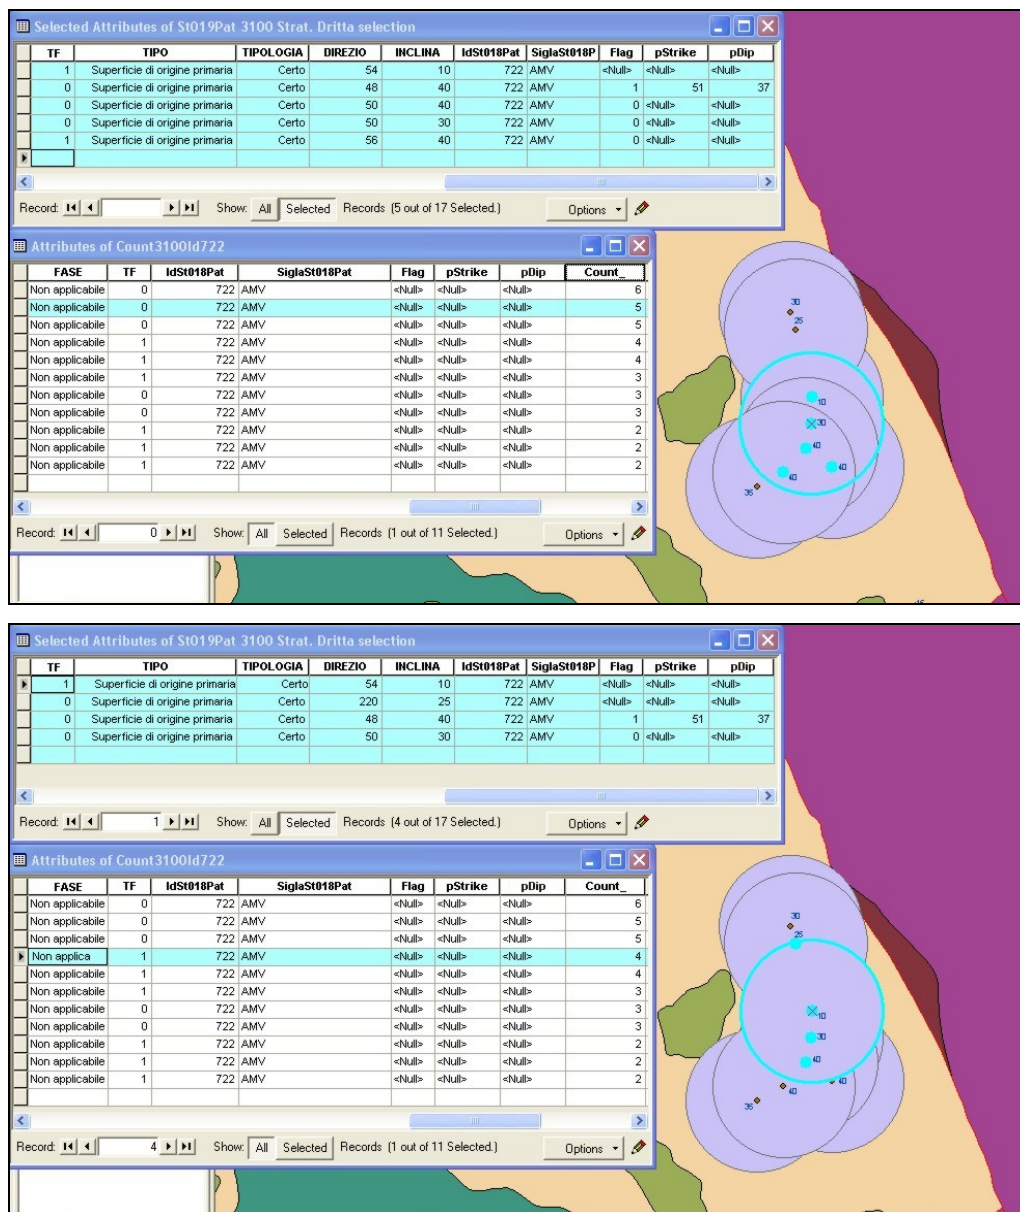 Selected Attributes of St019Pat 3100 Strat. Dritta selection
TF TIPO TIPOLOGIA DIREZIO INCLINA IdSt018Pat SiglaSt018P Flag pStrike pDip
1 Superficie di origine primaria Certo 54 10 722 AMV <Null> <Null> <Null>
0 Superficie di origine primaria Certo 48 40 722 AMV 1 51 37
0 Superficie di origine primaria Certo 50 40 722 AMV 0 <Null> <Null>
0 Superficie di origine primaria Certo 50 30 722 AMV 0 <Null> <Null>
1 Superficie di origine primaria Certo 56 40 722 AMV 0 <Null> <Null>
Record: Show: All Selected Records (5 out of 17 Selected.) Options
Attributes of Count3100Id722
FASE TF IdSt018Pat SiglaSt018Pat Flag pStrike pDip Count_
Non applicabile 0 722 AMV <Null> <Null> <Null> 6
Non applicabile 0 722 AMV <Null> <Null> <Null> 5
Non applicabile 0 722 AMV <Null> <Null> <Null> 5
Non applicabile 1 722 AMV <Null> <Null> <Null> 4
Non applicabile 1 722 AMV <Null> <Null> <Null> 4
Non applicabile 1 722 AMV <Null> <Null> <Null> 3
Non applicabile 0 722 AMV <Null> <Null> <Null> 3
Non applicabile 0 722 AMV <Null> <Null> <Null> 3
Non applicabile 1 722 AMV <Null> <Null> <Null> 2
Non applicabile 1 722 AMV <Null> <Null> <Null> 2
Non applicabile 1 722 AMV <Null> <Null> <Null> 2
Record: 0 Show: All Selected Records (1 out of 11 Selected.) Options
30
25
10
30
40
40
40
35
Selected Attributes of St019Pat 3100 Strat. Dritta selection
TF TIPO TIPOLOGIA DIREZIO INCLINA IdSt018Pat SiglaSt018P Flag pStrike pDip
1 Superficie di origine primaria Certo 54 10 722 AMV <Null> <Null> <Null>
0 Superficie di origine primaria Certo 220 25 722 AMV <Null> <Null> <Null>
0 Superficie di origine primaria Certo 48 40 722 AMV 1 51 37
0 Superficie di origine primaria Certo 50 30 722 AMV 0 <Null> <Null>
Record: 1 Show: All Selected Records (4 out of 17 Selected.) Options
Attributes of Count3100Id722
FASE TF IdSt018Pat SiglaSt018Pat Flag pStrike pDip Count_
Non applicabile 0 722 AMV <Null> <Null> <Null> 6
Non applicabile 0 722 AMV <Null> <Null> <Null> 5
Non applicabile 0 722 AMV <Null> <Null> <Null> 5
Non applica 1 722 AMV <Null> <Null> <Null> 4
Non applicabile 1 722 AMV <Null> <Null> <Null> 4
Non applicabile 1 722 AMV <Null> <Null> <Null> 3
Non applicabile 0 722 AMV <Null> <Null> <Null> 3
Non applicabile 0 722 AMV <Null> <Null> <Null> 3
Non applicabile 1 722 AMV <Null> <Null> <Null> 2
Non applicabile 1 722 AMV <Null> <Null> <Null> 2
Non applicabile 1 722 AMV <Null> <Null> <Null> 2
Record: 4 Show: All Selected Records (1 out of 11 Selected.) Options
30
25
10
30
40
40
40
35